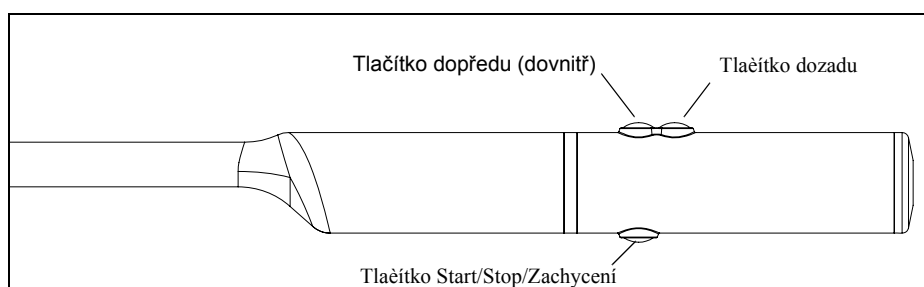 Tlačítko dopředu (dovnitř)
Tlaèítko dozadu
Tlaèítko Start/Stop/Zachycení